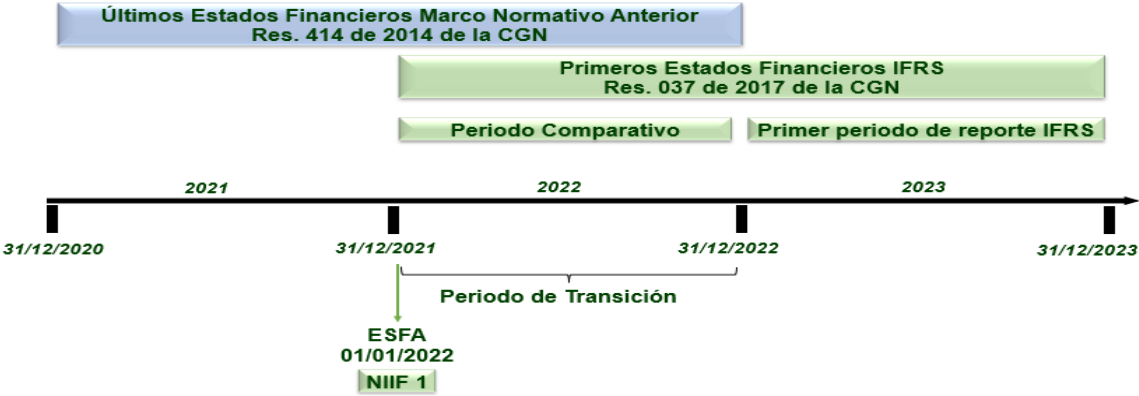 Últimos Estados Financieros Marco Normativo Anterior
Res. 414 de 2014 de la CGN
Primeros Estados Financieros IFRS
Res. 037 de 2017 de la CGN
Periodo Comparativo
Primer periodo de reporte IFRS
2021
2022
2023
31/12/2020
31/12/2021
31/12/2022
31/12/2023
Periodo de Transición
ESFA
01/01/2022
NIIF 1